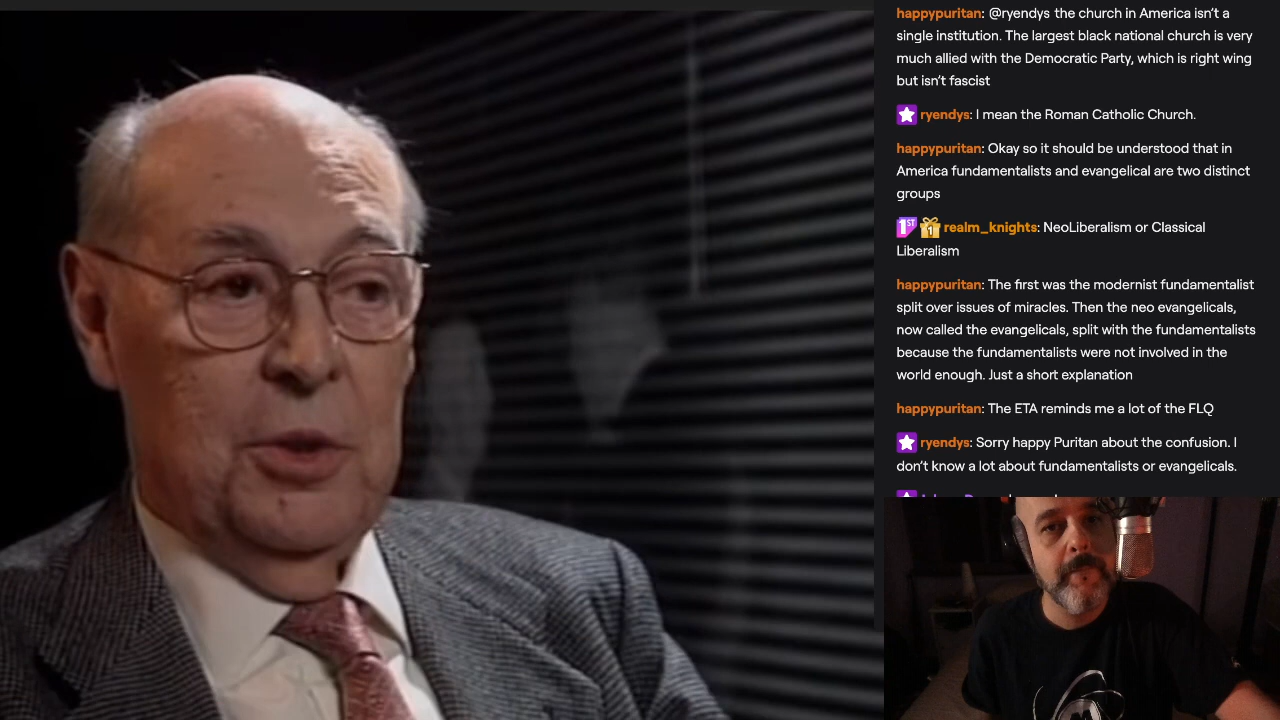 happypuritan: @ryendys the church in America isn't a
single institution. The largest black national church is very
much allied with the Democratic Party, which is right wing
but isn't fascist
ryendys: I mean the Roman Catholic Church.
happypuritan: Okay so it should be understood that in
America fundamentalists and evangelical are two distinct
groups
1ST 1 realm_knights: NeoLiberalism or Classical
Liberalism
happypuritan: The first was the modernist fundamentalist
split over issues of miracles. Then the neo evangelicals,
now called the evangelicals, split with the fundamentalists
because the fundamentalists were not involved in the
world enough. Just a short explanation
happypuritan: The ETA reminds me a lot of the FLQ
ryendys: Sorry happy Puritan about the confusion. I
don't know a lot about fundamentalists or evangelicals.